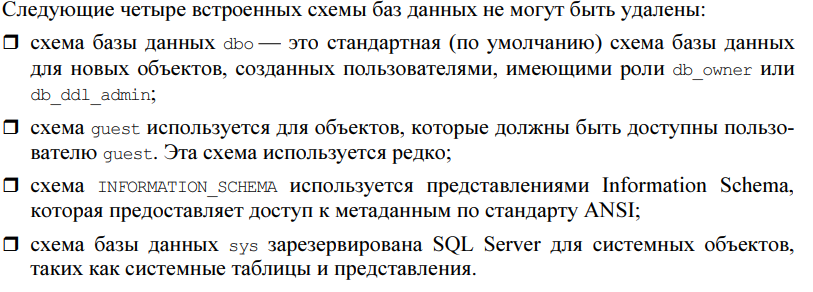 Следующие четыре встроенных схемы баз данных не могут быть удалены:
❒ схема базы данных dbo — это стандартная (по умолчанию) схема базы данных
для новых объектов, созданных пользователями, имеющими роли db_owner или
db_ddl_admin;
❒ схема guest используется для объектов, которые должны быть доступны пользо-
вателю guest. Эта схема используется редко;
❒ схема INFORMATION_SCHEMA используется представлениями Information Schema,
которая предоставляет доступ к метаданным по стандарту ANSI;
❒ схема базы данных sys зарезервирована SQL Server для системных объектов,
таких как системные таблицы и представления.